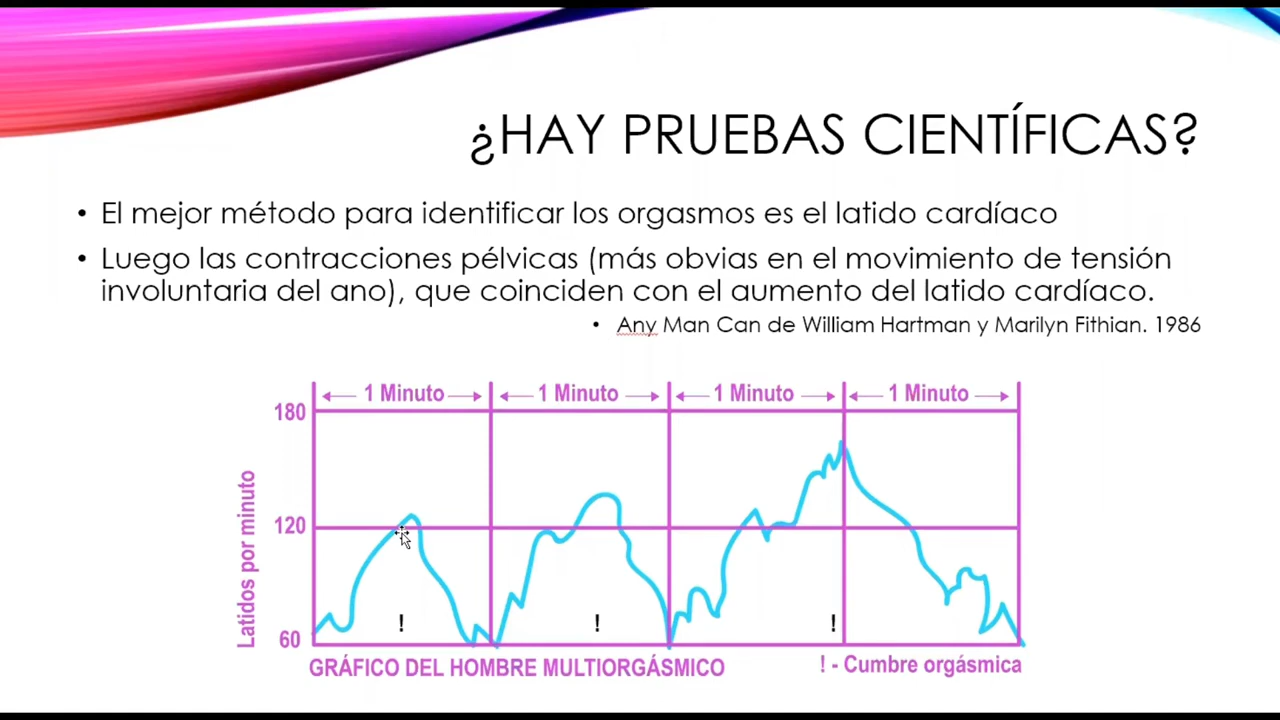 ¿HAY PRUEBAS CIENTÍFICAS?
• El mejor método para identificar los orgasmos es el latido cardíaco
• Luego las contracciones pélvicas (más obvias en el movimiento de tensión
involuntaria del ano), que coinciden con el aumento del latido cardíaco.
• Any Man Can de William Hartman y Marilyn Fithian. 1986
1 Minuto 1 Minuto 1 Minuto 1 Minuto
180
120
60
Latidos por minuto
! ! !
GRÁFICO DEL HOMBRE MULTIORGÁSMICO
! - Cumbre orgásmica